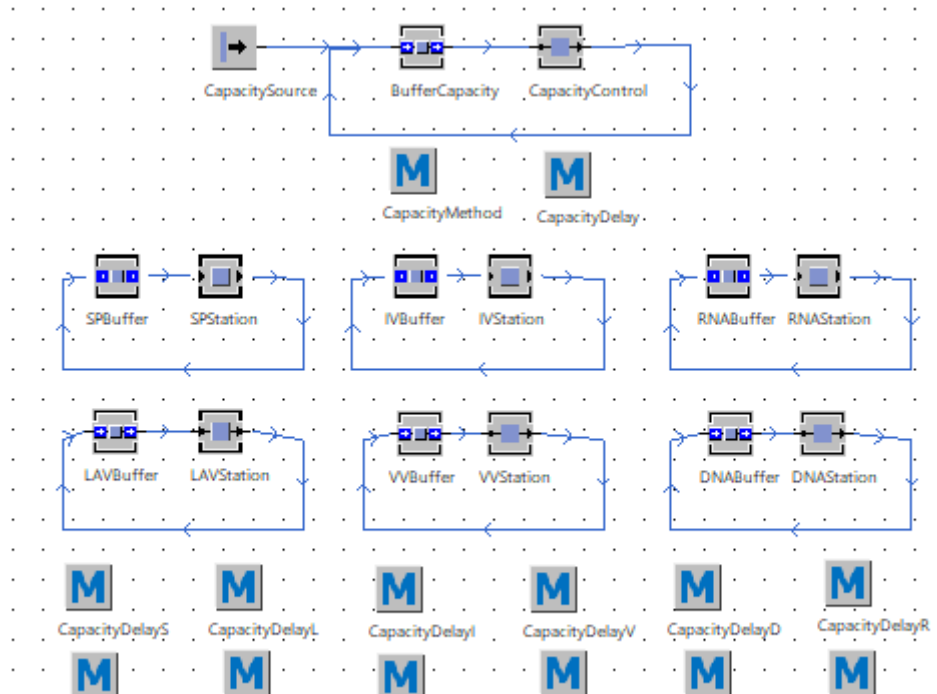 CapacitySource BufferCapacity CapacityControl
M M
CapacityMethod CapacityDelay
SPBuffer SPStation IVBuffer IVStation RNABuffer RNAStation
LAVBuffer LAVStation VVBuffer VVStation DNABuffer DNAStation
M M M M M M
CapacityDelayS CapacityDelayL CapacityDelayI CapacityDelayV CapacityDelayD CapacityDelayR
M M M M M M